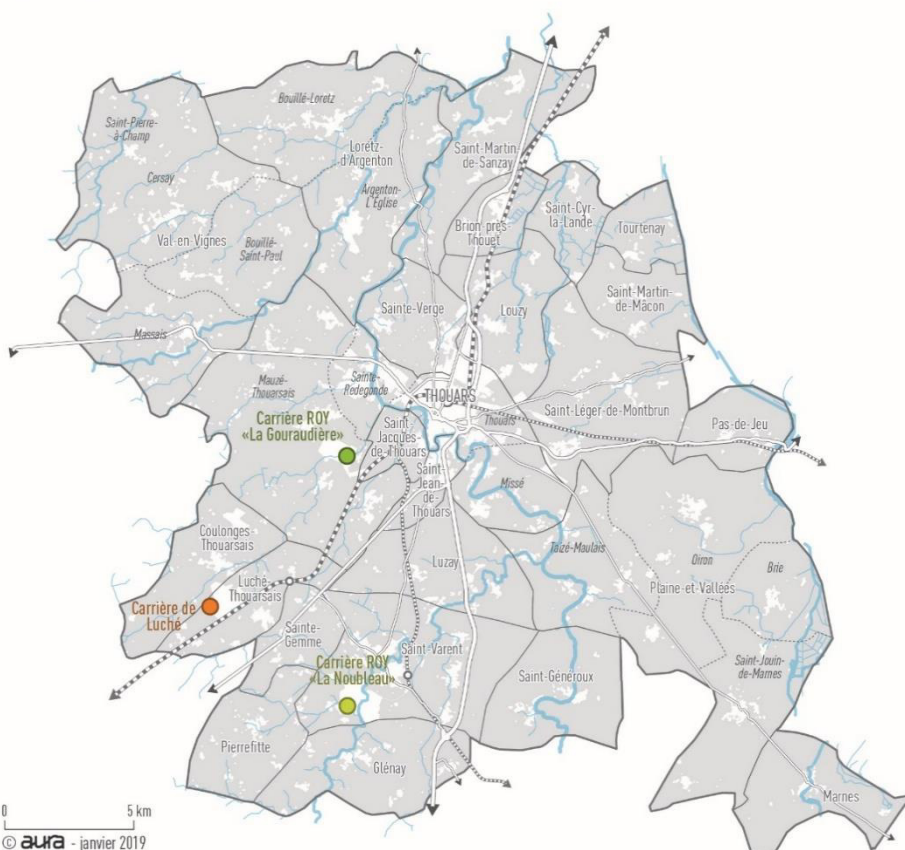 Bouillé-Loretz
Saint-Pierre-
à-Champ
Loretz-
d'Argenton
Saint-Martin-
de-Sanzay
Cersay
Argenton-
L'Église
Saint-Cyr-
la-Lande
Brion-près-
Thouet
Tourtenay
Val-en-Vignes
Bouillé-
Saint-Paul
Saint-Martin-
de-Mâcon
Sainte-Verge
Louzy
Massais
Mauzé-
Thouarsais
Sainte-
Radegonde
THOUARS
Thouars
Saint-Léger-de-Montbrun
Pas-de-Jeu
Carrière ROY
«La Gouraudière»
Saint-
Jacques-
de-Thouars
Saint-
Jean-
de-
Thouars
Missé
Coulonges-
Thouarsais
Taizé-Maulais
Oiron
Brie
Luzay
Luché-
Thouarsais
Plaine-et-Vallées
Carrière de
Luché
Sainte-
Gemme
Carrière ROY
«La Noubleau»
Saint-Varent
Saint-Généroux
Saint-Jouin-
de-Marnes
Pierrefitte
Glénay
Marnes
0 5 km
© aura - janvier 2019